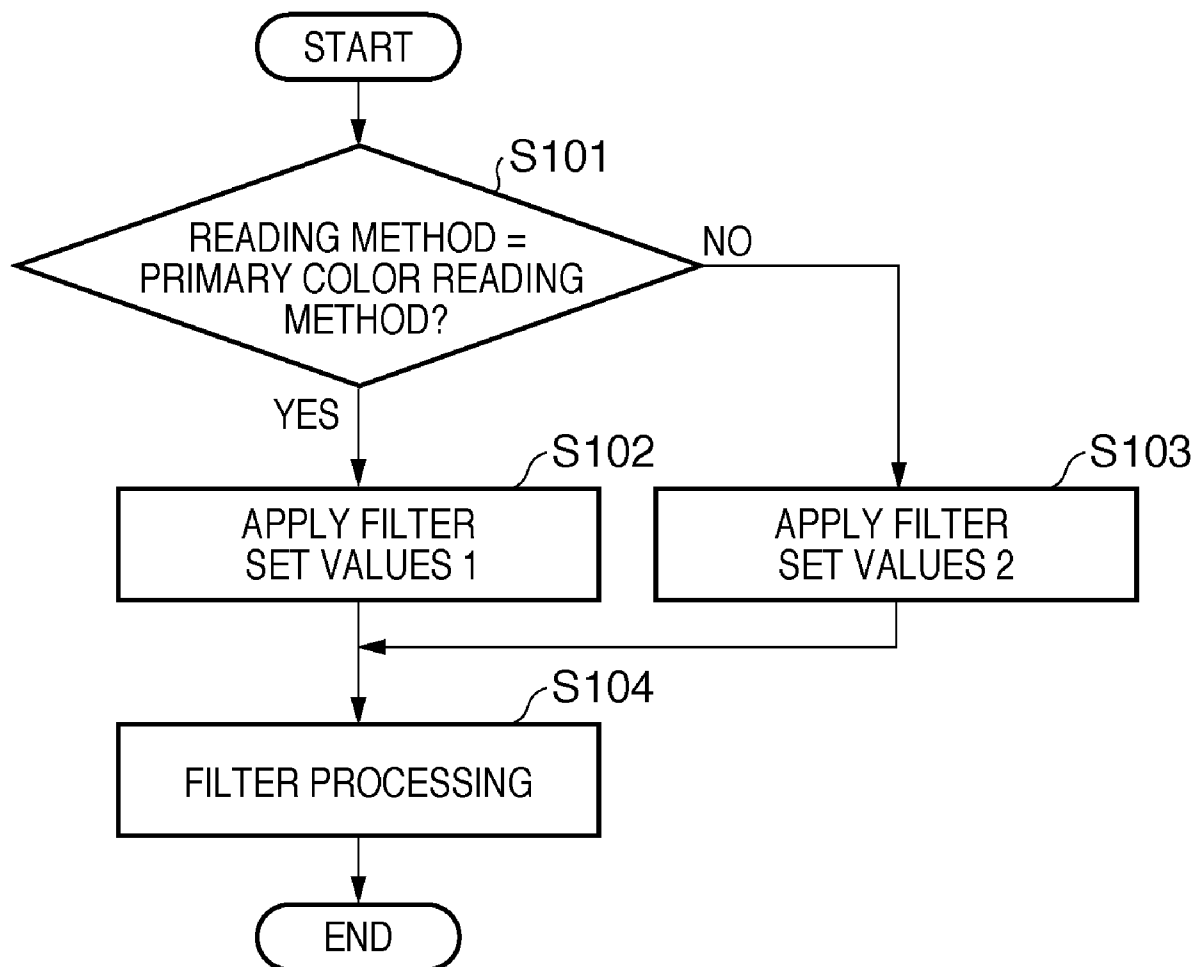 START
S101
READING METHOD =
PRIMARY COLOR READING
METHOD?
NO
YES
S102
APPLY FILTER
SET VALUES 1
S103
APPLY FILTER
SET VALUES 2
S104
FILTER PROCESSING
END